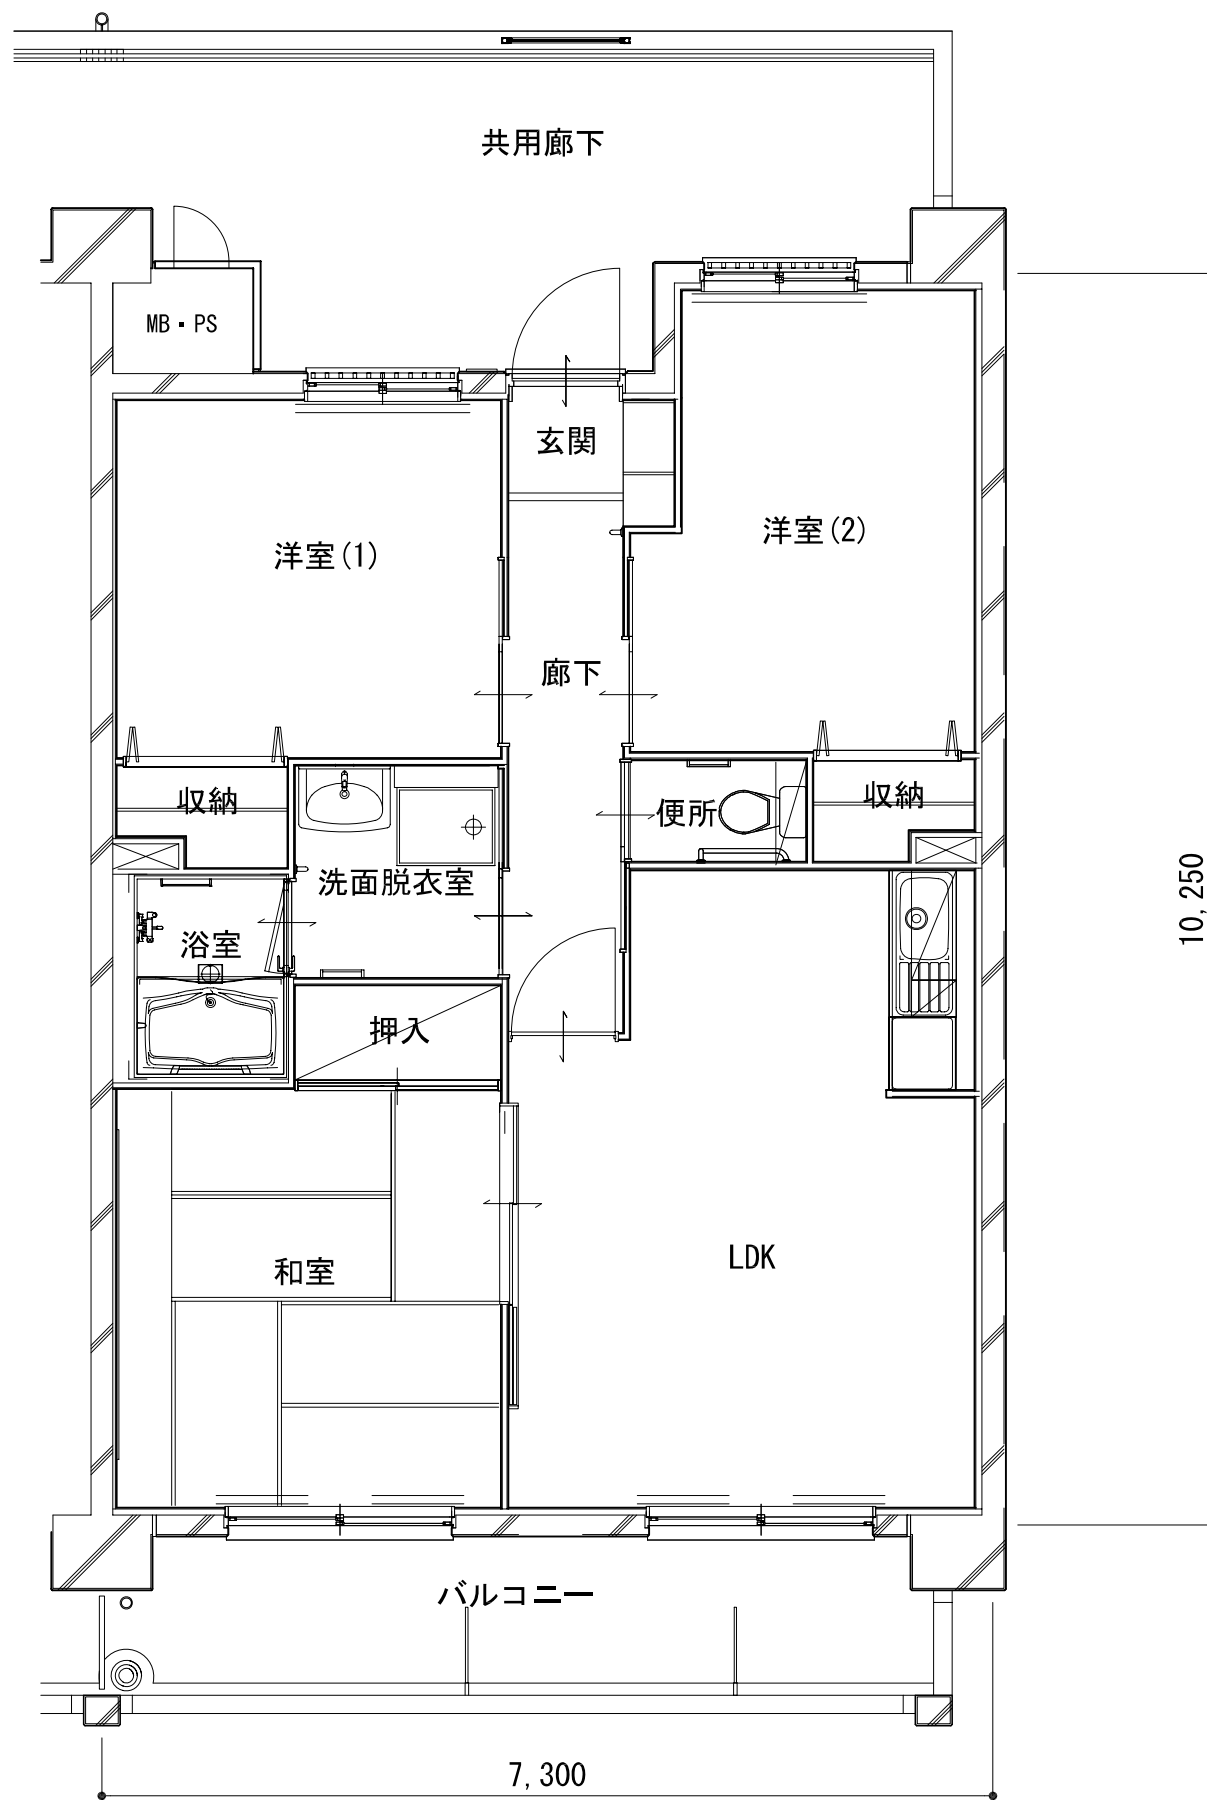 共用廊下
MB・PS
玄関
洋室(1)
洋室(2)
廊下
収納
便所
収納
洗面脱衣室
浴室
押入
10,250
和室
LDK
バルコニー
7,300